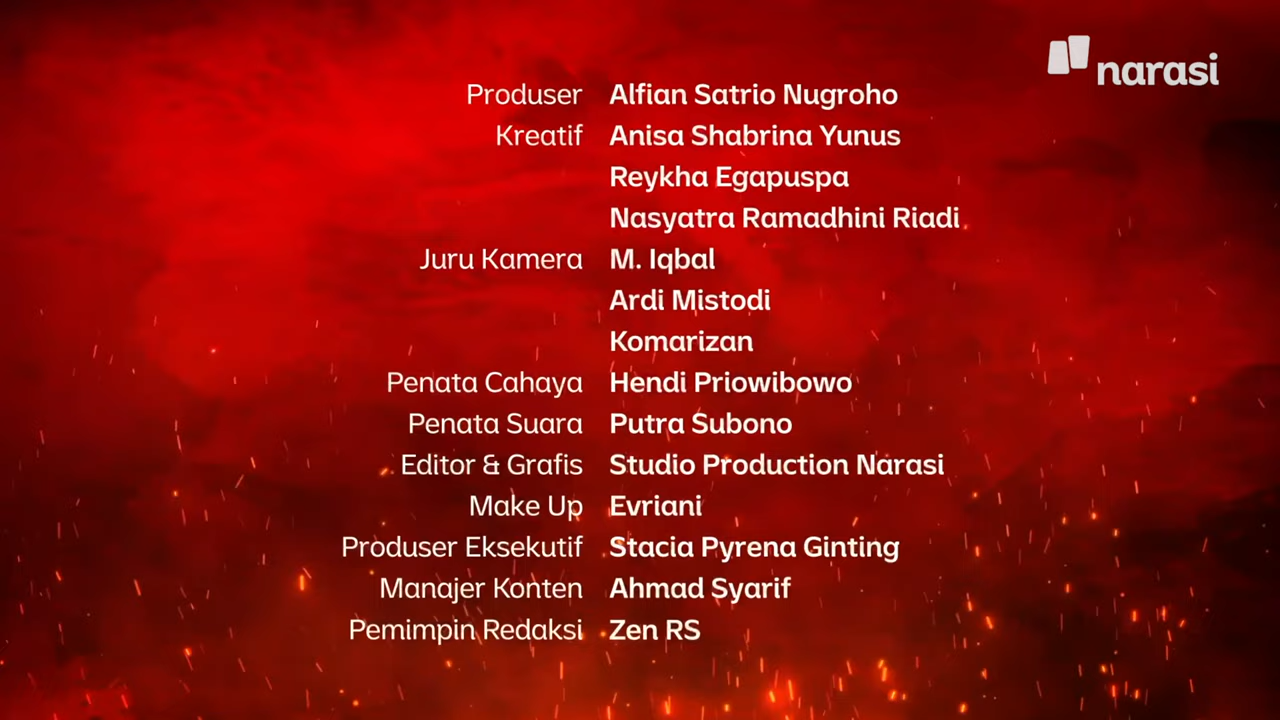 narasi
Produser Alfian Satrio Nugroho
Kreatif Anisa Shabrina Yunus
Reykha Egapuspa
Nasyatra Ramadhini Riadi
Juru Kamera M. Iqbal
Ardi Mistodi
Komarizan
Penata Cahaya Hendi Priowibowo
Penata Suara Putra Subono
Editor & Grafis Studio Production Narasi
Make Up Evriani
Produser Eksekutif Stacia Pyrena Ginting
Manajer Konten Ahmad Syarif
Pemimpin Redaksi Zen RS